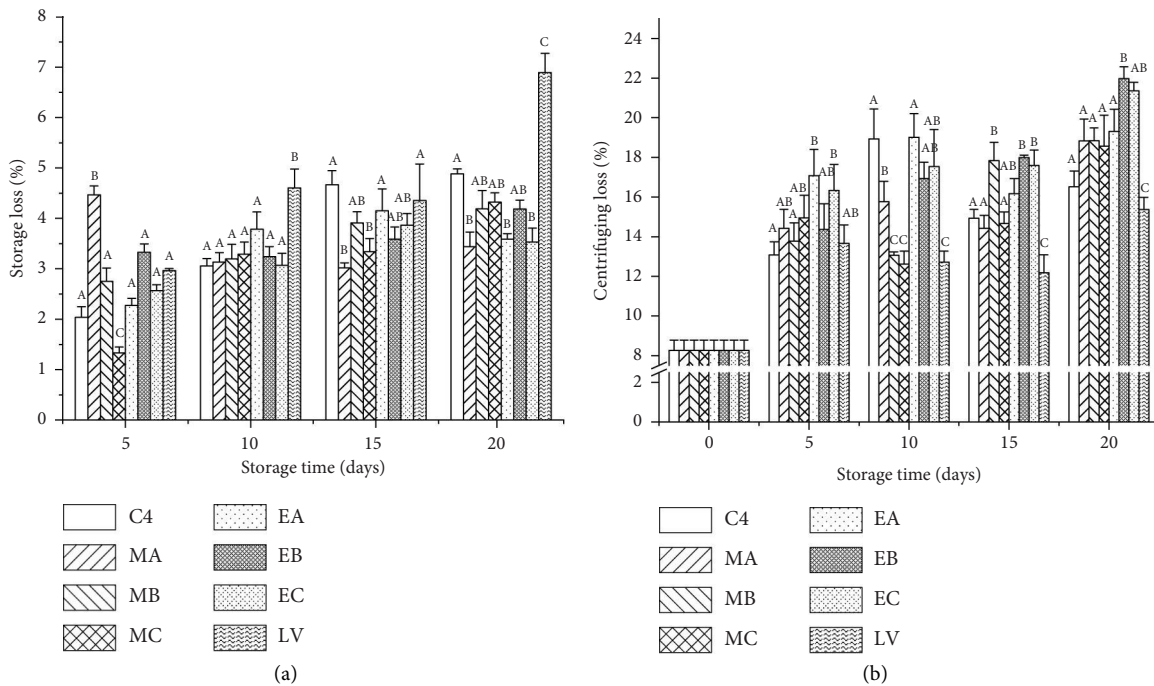 8
7
6
5
4
3
2
1
0
Storage loss (%)
A
B
A
C
A
A
A
A
A
A
A
A
A
A
A
B
A
B
AB
B
A
AB
AB
A
A
B
AB
AB
B
AB
B
C
5
10
15
20
Storage time (days)
C4
EA
MA
EB
MB
EC
MC
LV
(a)
24
22
20
18
16
14
12
10
8
2
0
Centrifuging loss (%)
A
AB
A
AB
B
AB
B
AB
A
B
C
C
A
AB
AB
C
A
A
B
AB
A
B
B
C
A
A
A
A
A
B
AB
C
0
5
10
15
20
Storage time (days)
C4
EA
MA
EB
MB
EC
MC
LV
(b)